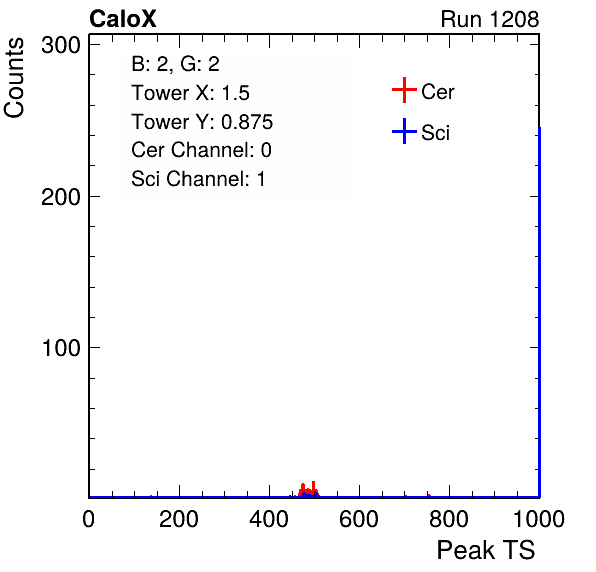 CaloX
Run 1208
Counts
300
200
100
B: 2, G: 2
Tower X: 1.5
Tower Y: 0.875
Cer Channel: 0
Sci Channel: 1
Cer
Sci
0 200 400 600 800 1000
Peak TS